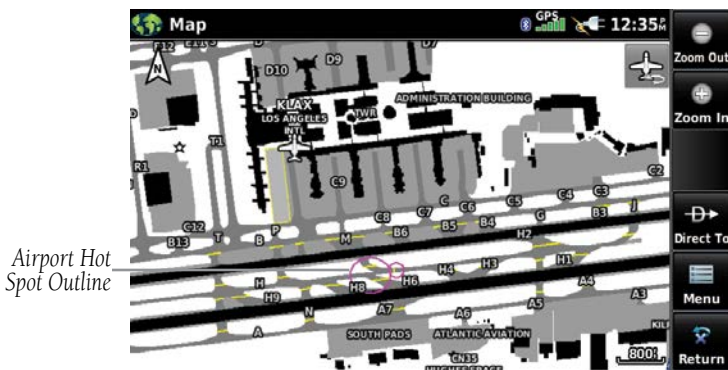 Map
GPS
12:35 P M
F12
D10
D9
D7
N
KLAX
LOS ANGELES
INTL
TWR
ADMINISTRATION BUILDING
T1
R1
C9
C2
C3
C4
C5
C
C6
C7
C8
C12
B13
T
B
P
M
B6
B5
B4
G
B3
J
H2
H1
H3
H4
H6
H8
H
H9
N
A7
A
A6
A5
A4
A3
SOUTH PADS
ATLANTIC AVIATION
CN35
HUGHES SPACE
800
Zoom Out
Zoom In
D
Direct To
Menu
Return
Airport Hot
Spot Outline